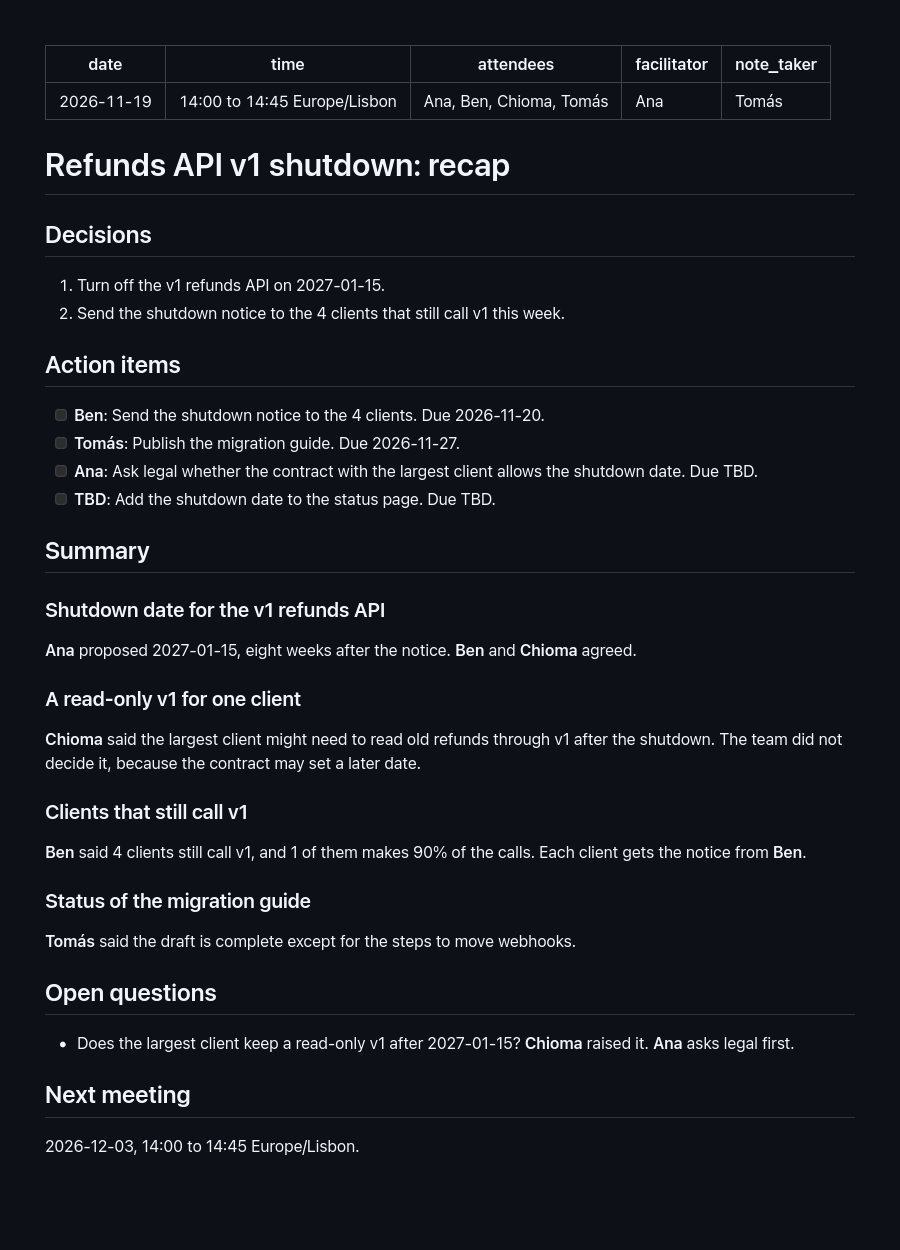 date time attendees facilitator note_taker
2026-11-19 14:00 to 14:45 Europe/Lisbon Ana, Ben, Chioma, Tomás Ana Tomás
Refunds API v1 shutdown: recap
Decisions
1. Turn off the v1 refunds API on 2027-01-15.
2. Send the shutdown notice to the 4 clients that still call v1 this week.
Action items
Ben: Send the shutdown notice to the 4 clients. Due 2026-11-20.
Tomás: Publish the migration guide. Due 2026-11-27.
Ana: Ask legal whether the contract with the largest client allows the shutdown date. Due TBD.
TBD: Add the shutdown date to the status page. Due TBD.
Summary
Shutdown date for the v1 refunds API
Ana proposed 2027-01-15, eight weeks after the notice. Ben and Chioma agreed.
A read-only v1 for one client
Chioma said the largest client might need to read old refunds through v1 after the shutdown. The team did not
decide it, because the contract may set a later date.
Clients that still call v1
Ben said 4 clients still call v1, and 1 of them makes 90% of the calls. Each client gets the notice from Ben.
Status of the migration guide
Tomás said the draft is complete except for the steps to move webhooks.
Open questions
• Does the largest client keep a read-only v1 after 2027-01-15? Chioma raised it. Ana asks legal first.
Next meeting
2026-12-03, 14:00 to 14:45 Europe/Lisbon.